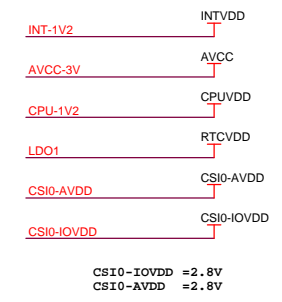 INTVDD
INT-1V2
AVCC
AVCC-3V
CPUVDD
CPU-1V2
RTCVDD
LDO1
CSI0-AVDD
CSI0-AVDD
CSI0-IOVDD
CSI0-IOVDD
CSI0-IOVDD =2.8V
CSI0-AVDD =2.8V